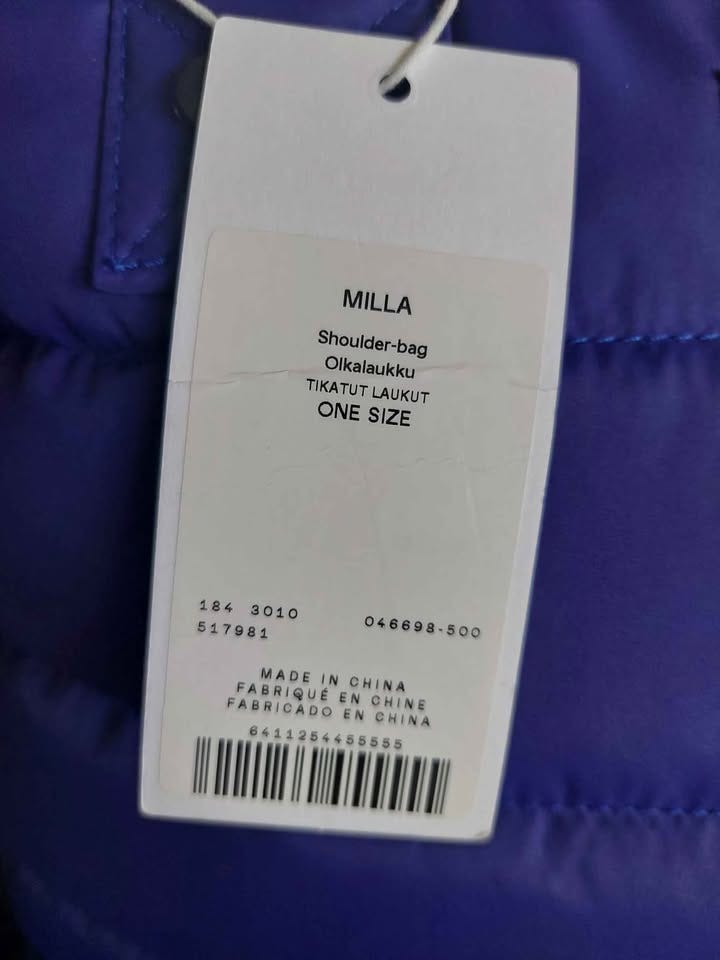 MILLA
Shoulder-bag
Olkalaukku
TIKATUT LAUKUT
ONE SIZE
184 3010
517981
046698-500
MADE IN CHINA
FABRIQUÉ EN CHINE
FABRICADO EN CHINA
6411254455555